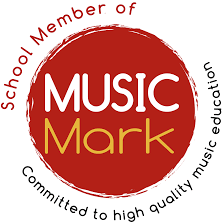 School Member of
MUSIC
Mark
Committed to high quality music education